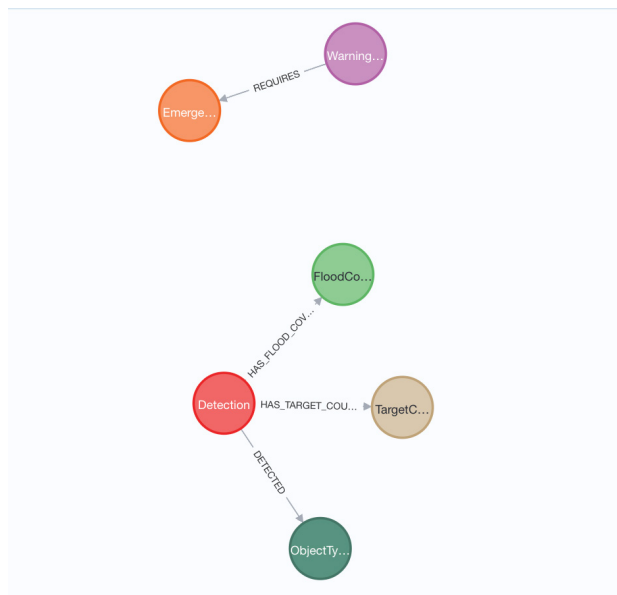 Warning...
REQUIRES
Emerge...
FloodCo...
HAS_FLOOD_COV...
Detection
HAS_TARGET_COU...
TargetC...
DETECTED
ObjectTy...